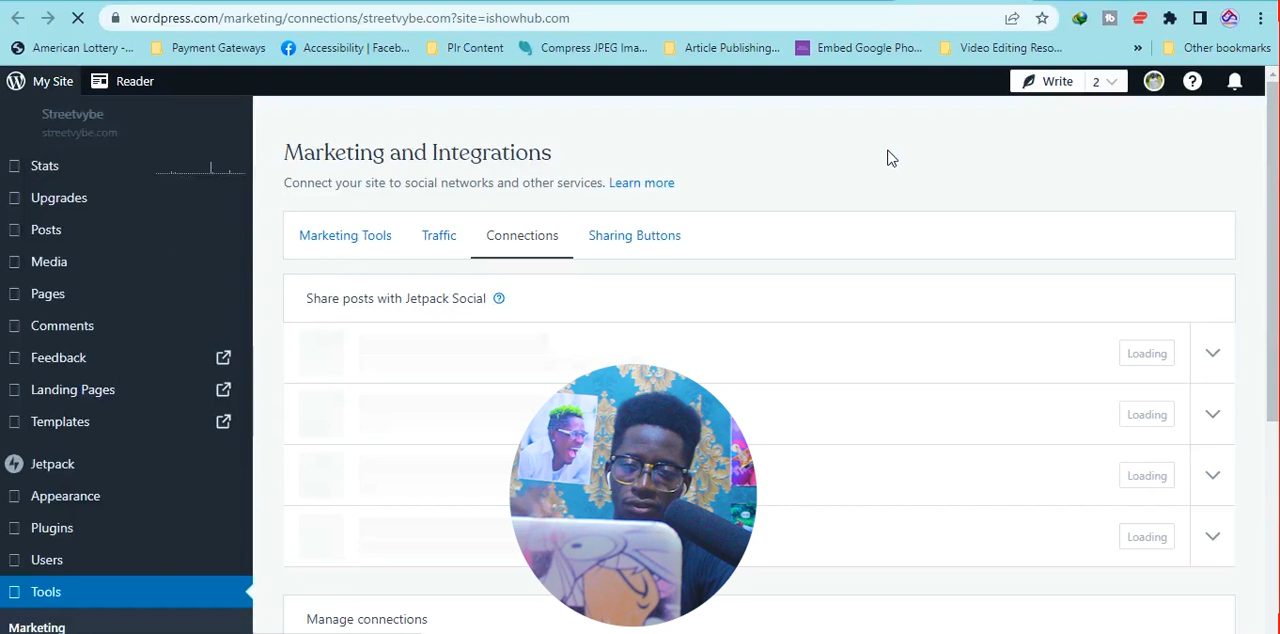 wordpress.com/marketing/connections/streetvybe.com?site=ishowhub.com
American Lottery -... Payment Gateways Accessibility | Faceb... Plr Content Compress JPEG Ima... Article Publishing... Embed Google Pho... Video Editing Reso... » Other bookmarks
My Site Reader Write 2
Streetvybe
streetvybe.com
Stats
Upgrades
Posts
Media
Pages
Comments
Feedback
Landing Pages
Templates
Jetpack
Appearance
Plugins
Users
Tools
Marketing
Marketing and Integrations
Connect your site to social networks and other services. Learn more
Marketing Tools Traffic Connections Sharing Buttons
Share posts with Jetpack Social
Loading
Loading
Loading
Loading
Manage connections